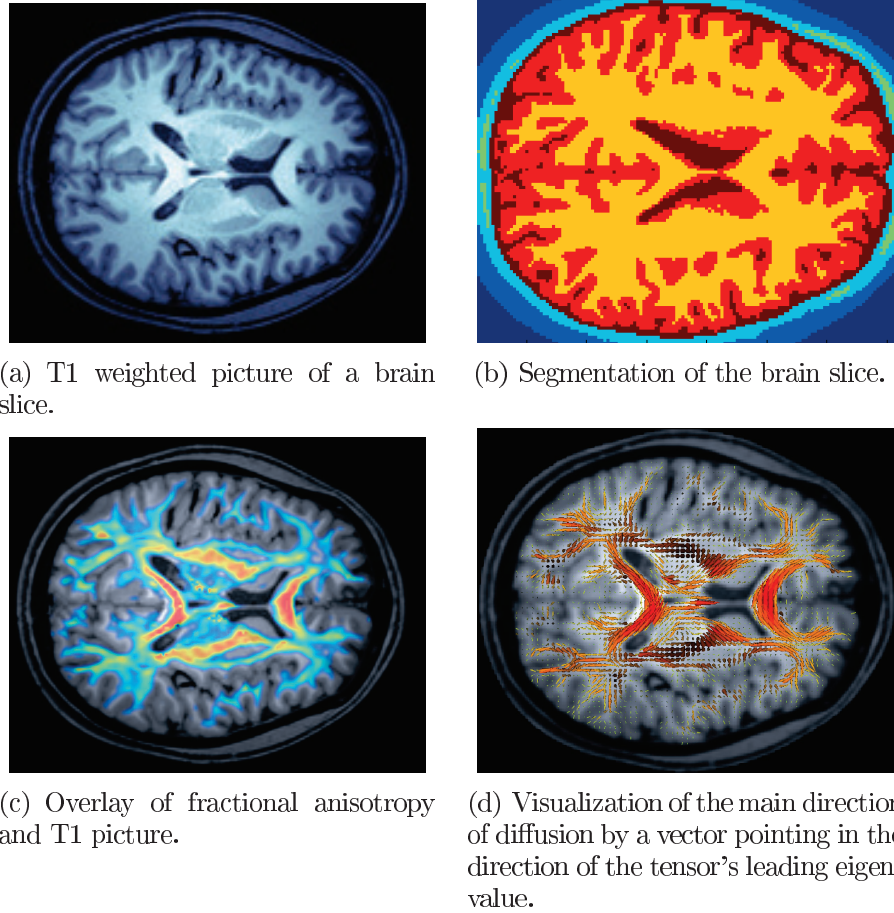 (a) T1 weighted picture of a brain
slice.
(b) Segmentation of the brain slice.
(c) Overlay of fractional anisotropy
and T1 picture.
(d) Visualization of the main direction
of diffusion by a vector pointing in the
direction of the tensor's leading eigen
value.